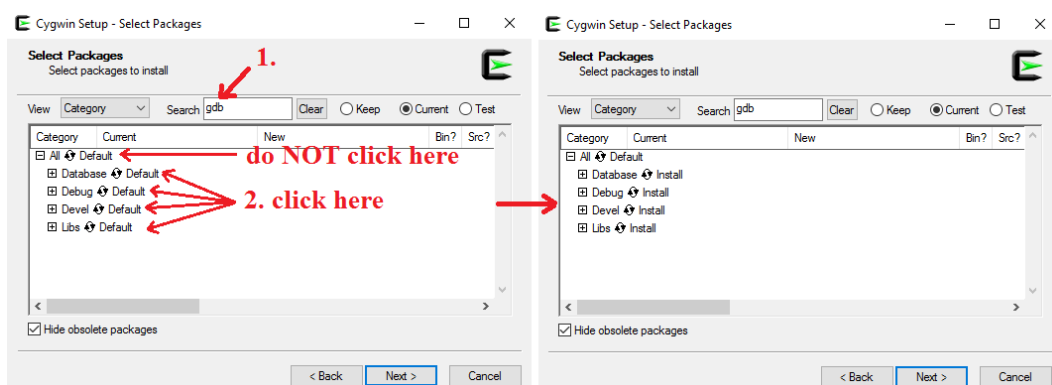 Cygwin Setup - Select Packages
Select Packages
Select packages to install
1.
View Category Search gdb Clear Keep Current Test
Category Current New Bin? Src?
All Default
do NOT click here
Database Default
Debug Default
Devel Default
2. click here
Libs Default
Hide obsolete packages
< Back Next > Cancel
Cygwin Setup - Select Packages
Select Packages
Select packages to install
View Category Search gdb Clear Keep Current Test
Category Current New Bin? Src?
All Default
Database Install
Debug Install
Devel Install
Libs Install
Hide obsolete packages
< Back Next > Cancel